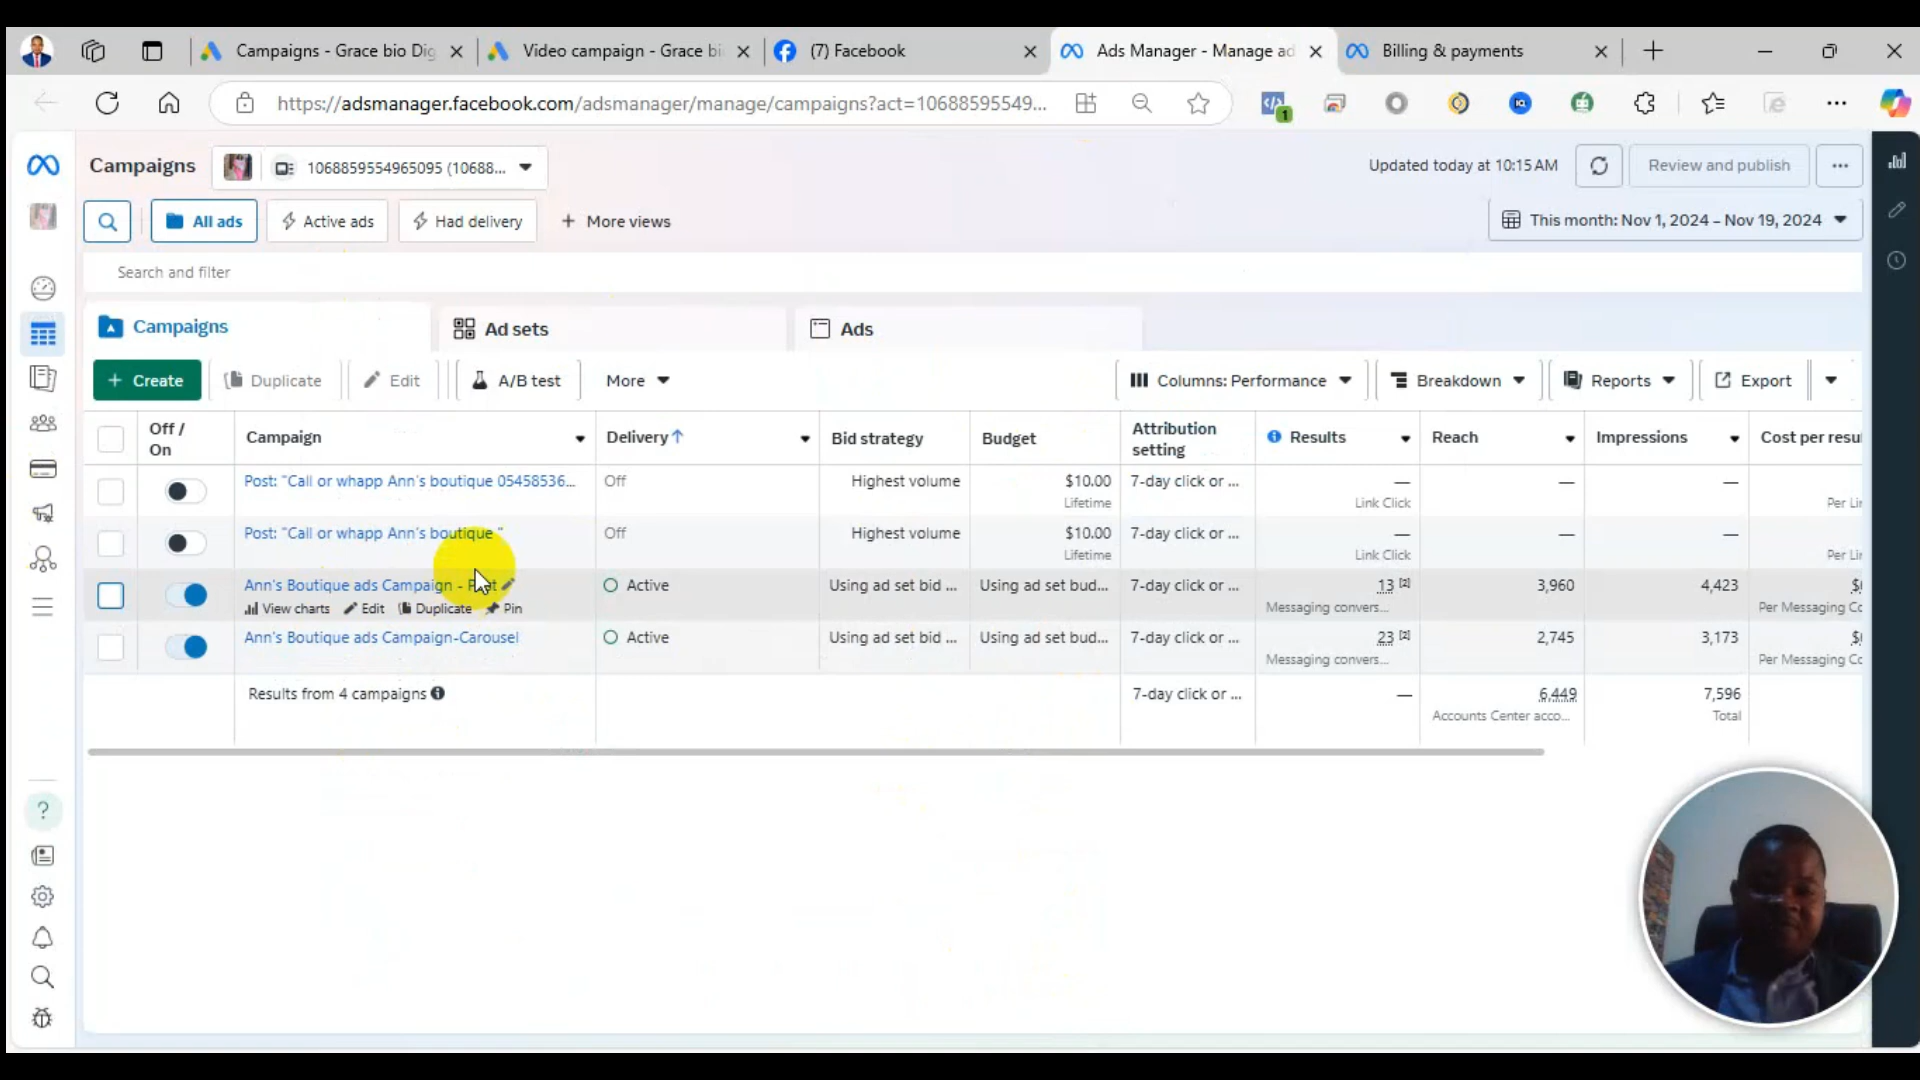 Campaigns - Grace bio Dig
Video campaign - Grace bi
(7) Facebook
Ads Manager - Manage ad
Billing & payments
https://adsmanager.facebook.com/adsmanager/manage/campaigns?act=10688595549...
1
Campaigns
1068859554965095 (10688...
Updated today at 10:15 AM
Review and publish
All ads
Active ads
Had delivery
+ More views
This month: Nov 1, 2024 – Nov 19, 2024
Search and filter
Campaigns
Ad sets
Ads
+ Create
Duplicate
Edit
A/B test
More
Columns: Performance
Breakdown
Reports
Export
Off / On
Campaign
Delivery↑
Bid strategy
Budget
Attribution setting
Results
Reach
Impressions
Cost per resu
Post: "Call or whapp Ann's boutique 05458536...
Off
Highest volume
$10.00
Lifetime
7-day click or ...
—
Link Click
—
—
Per Li
Post: "Call or whapp Ann's boutique "
Off
Highest volume
$10.00
Lifetime
7-day click or ...
—
Link Click
—
—
Per Li
Ann's Boutique ads Campaign -
View charts
Edit
Duplicate
Pin
Active
Using ad set bid ...
Using ad set bud...
7-day click or ...
13 [2]
Messaging convers...
3,960
4,423
Per Messaging Co
Ann's Boutique ads Campaign-Carousel
Active
Using ad set bid ...
Using ad set bud...
7-day click or ...
23 [2]
Messaging convers...
2,745
3,173
Per Messaging Co
Results from 4 campaigns
7-day click or ...
—
6,449
Accounts Center acco...
7,596
Total